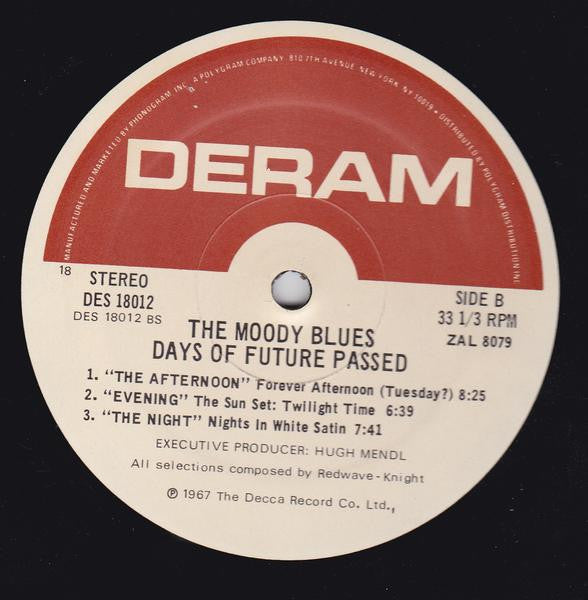 MANUFACTURED AND MARKETED BY PHONOGRAM, INC. A POLYGRAM COMPANY 810 7TH AVENUE NEW YORK, NY 10019 • DISTRIBUTED BY POLYGRAM DISTRIBUTION INC.
DERAM
18
STEREO
DES 18012
DES 18012 BS
SIDE B
33 1/3 RPM
ZAL 8079
THE MOODY BLUES
DAYS OF FUTURE PASSED
1. "THE AFTERNOON" Forever Afternoon (Tuesday?) 8:25
2. "EVENING" The Sun Set: Twilight Time 6:39
3. "THE NIGHT" Nights In White Satin 7:41
EXECUTIVE PRODUCER: HUGH MENDL
All selections composed by Redwave-Knight
℗ 1967 The Decca Record Co. Ltd.,